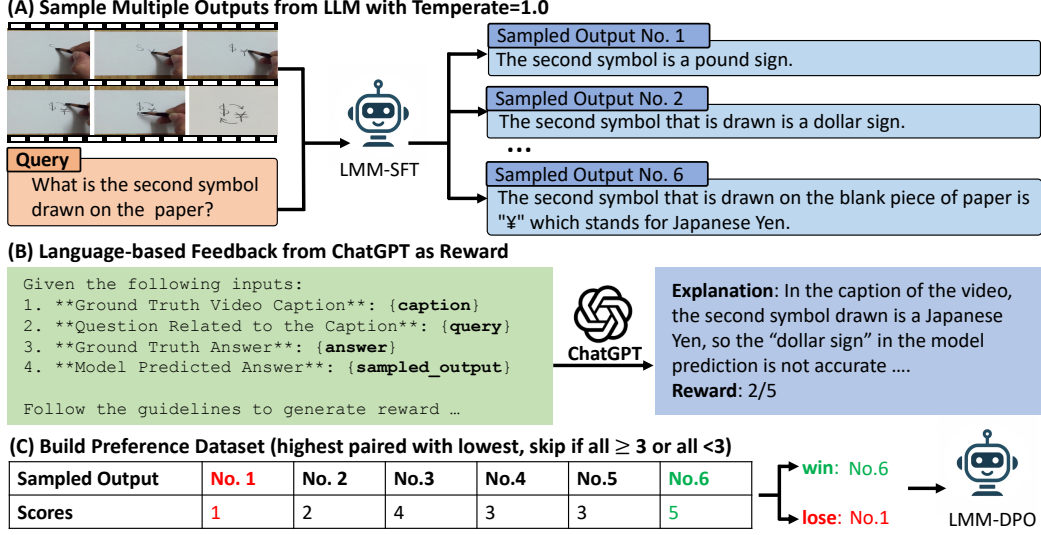 (A) Sample Multiple Outputs from LLM with Temperate=1.0
Query
What is the second symbol
drawn on the paper?
LMM-SFT
Sampled Output No. 1
The second symbol is a pound sign.
Sampled Output No. 2
The second symbol that is drawn is a dollar sign.
...
Sampled Output No. 6
The second symbol that is drawn on the blank piece of paper is
"¥" which stands for Japanese Yen.
(B) Language-based Feedback from ChatGPT as Reward
Given the following inputs:
1. **Ground Truth Video Caption**: {caption}
2. **Question Related to the Caption**: {query}
3. **Ground Truth Answer**: {answer}
4. **Model Predicted Answer**: {sampled_output}
Follow the guidelines to generate reward …
ChatGPT
Explanation: In the caption of the video,
the second symbol drawn is a Japanese
Yen, so the “dollar sign” in the model
prediction is not accurate ….
Reward: 2/5
(C) Build Preference Dataset (highest paired with lowest, skip if all ≥ 3 or all <3)
Sampled Output No. 1 No. 2 No.3 No.4 No.5 No.6
Scores 1 2 4 3 3 5
win: No.6
lose: No.1
LMM-DPO